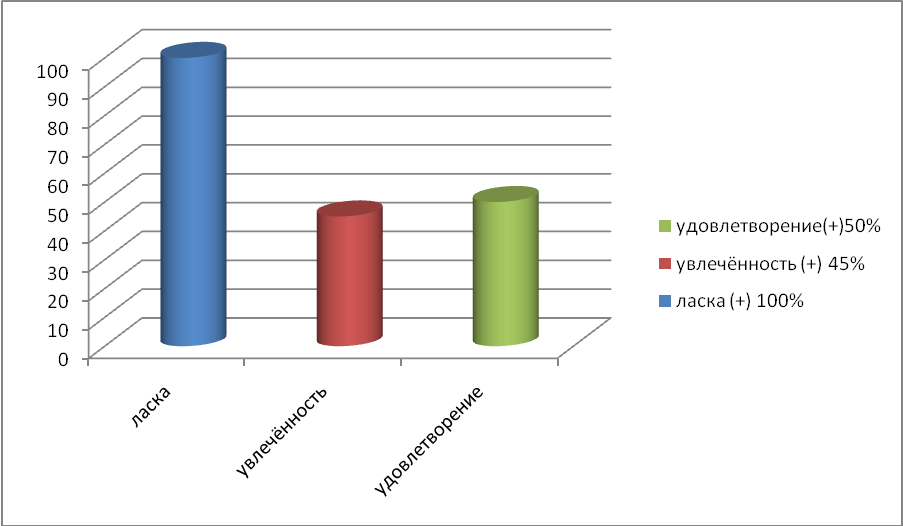 100
90
80
70
60
50
40
30
20
10
0
ласка
увлечённость
удовлетворение
удовлетворение(+)50%
увлечённость (+) 45%
ласка (+) 100%